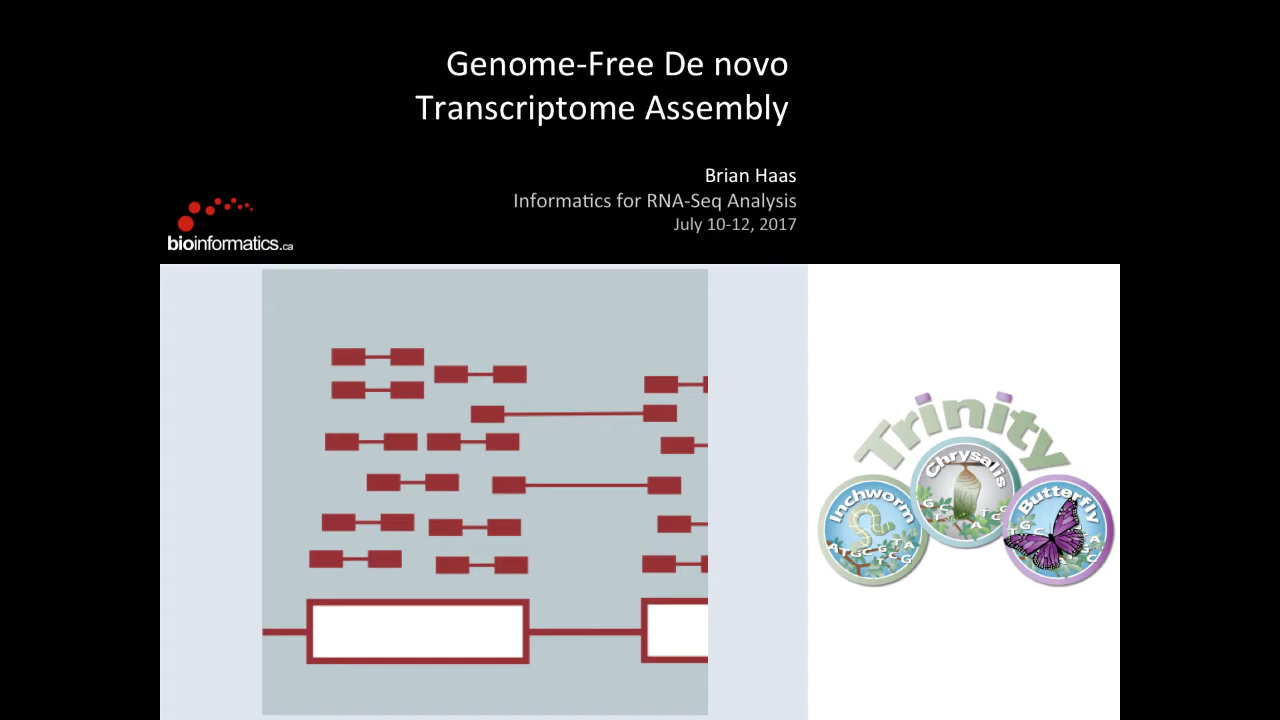 Genome-Free De novo
Transcriptome Assembly
Brian Haas
Informatics for RNA-Seq Analysis
July 10-12, 2017
bioinformatics.ca
Trinity
Inchworm
Chrysalis
Butterfly